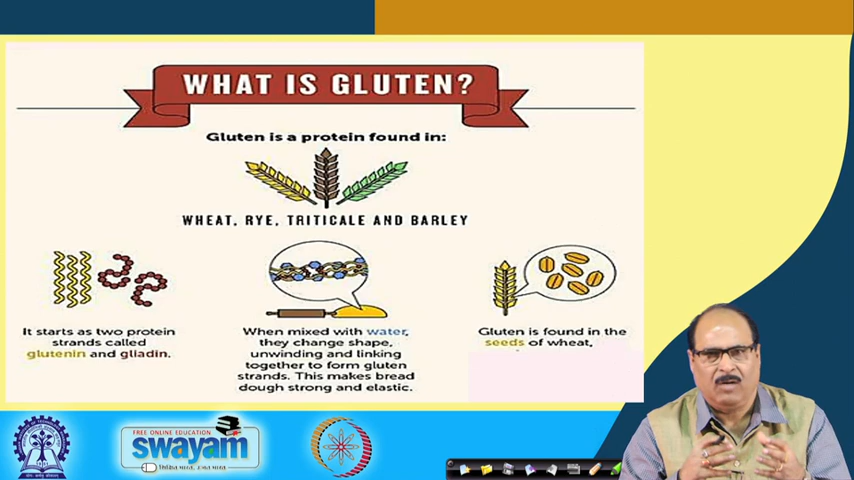 WHAT IS GLUTEN?
Gluten is a protein found in:
WHEAT, RYE, TRITICALE AND BARLEY
It starts as two protein
strands called
glutenin and gliadin.
When mixed with water,
they change shape,
unwinding and linking
together to form gluten
strands. This makes bread
dough strong and elastic.
Gluten is found in the
seeds of wheat,
FREE ONLINE EDUCATION
swayam